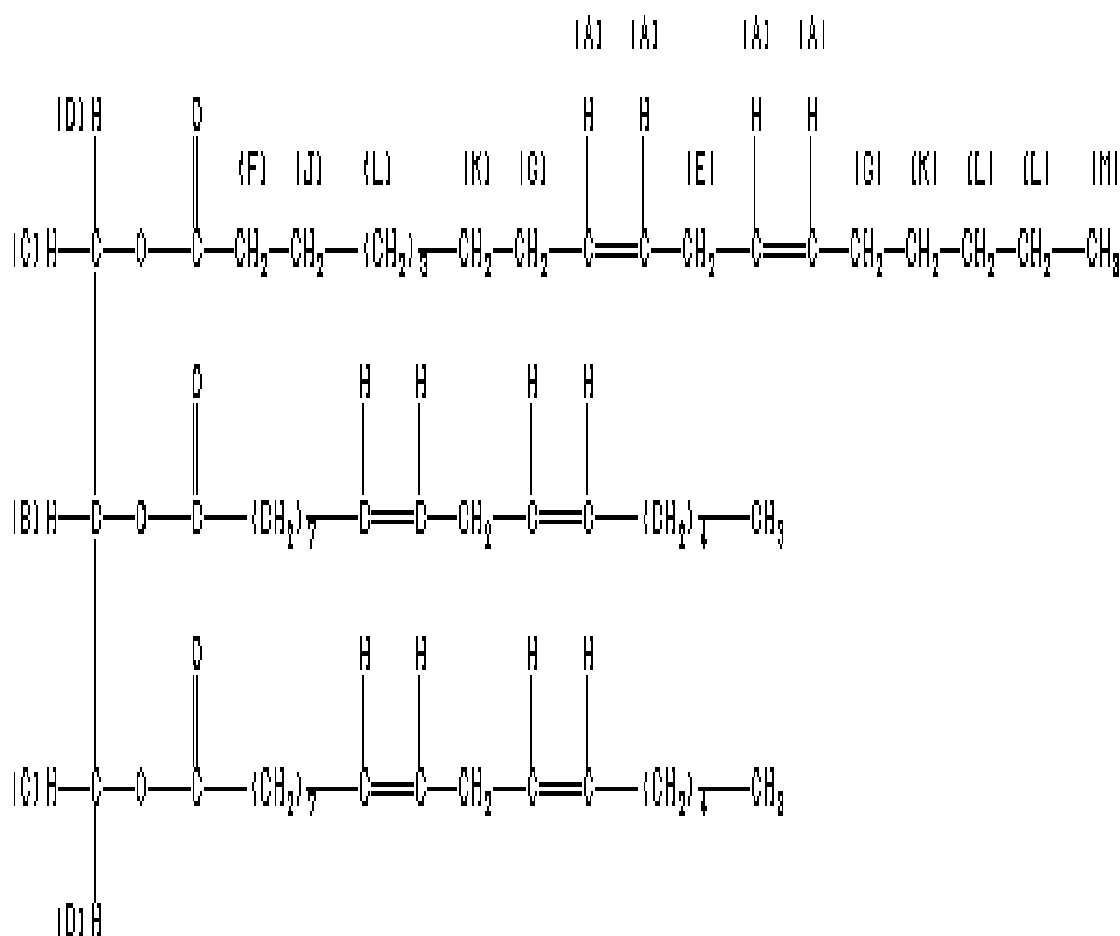 (A) (A) (A) (A)
(D) H O H H H H
(F) (J) (L) (K) (G) (E) (G) (K) (L) (L) (M)
(C) H C O C CH2 CH2 (CH2)3 CH2 CH2 C C CH2 C C CH2 CH2 CH2 CH2 CH3
O H H H H
(B) H C O C (CH2)7 C C CH2 C C (CH2)4 CH3
O H H H H
(C) H C O C (CH2)7 C C CH2 C C (CH2)4 CH3
(D) H